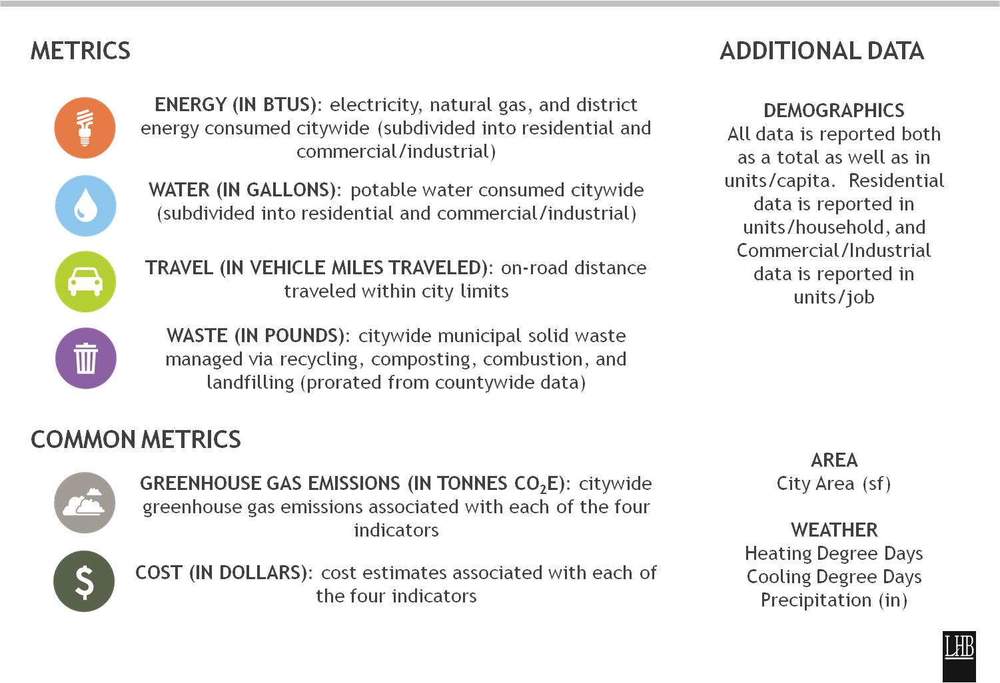 METRICS
ENERGY (IN BTUS): electricity, natural gas, and district
energy consumed citywide (subdivided into residential and
commercial/industrial)
WATER (IN GALLONS): potable water consumed citywide
(subdivided into residential and commercial/industrial)
TRAVEL (IN VEHICLE MILES TRAVELED): on-road distance
traveled within city limits
WASTE (IN POUNDS): citywide municipal solid waste
managed via recycling, composting, combustion, and
landfilling (prorated from countywide data)
COMMON METRICS
GREENHOUSE GAS EMISSIONS (IN TONNES CO₂E): citywide
greenhouse gas emissions associated with each of the four
indicators
$
COST (IN DOLLARS): cost estimates associated with each of
the four indicators
ADDITIONAL DATA
DEMOGRAPHICS
All data is reported both
as a total as well as in
units/capita.  Residential
data is reported in
units/household, and
Commercial/Industrial
data is reported in
units/job
AREA
City Area (sf)
WEATHER
Heating Degree Days
Cooling Degree Days
Precipitation (in)
LHB